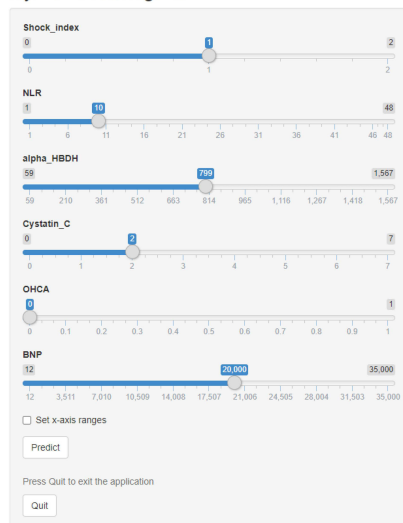 Shock_index
0 1 2
0 1 2
NLR
1 10 48
1 6 11 16 21 26 31 36 41 46 48
alpha_HBDH
59 799 1,567
59 210 361 512 663 814 965 1,116 1,267 1,418 1,567
Cystatin_C
0 2 7
0 1 2 3 4 5 6 7
OHCA
0 1
0 0.1 0.2 0.3 0.4 0.5 0.6 0.7 0.8 0.9 1
BNP
12 20,000 35,000
12 3,511 7,010 10,509 14,008 17,507 21,006 24,505 28,004 31,503 35,000
Set x-axis ranges
Predict
Press Quit to exit the application
Quit